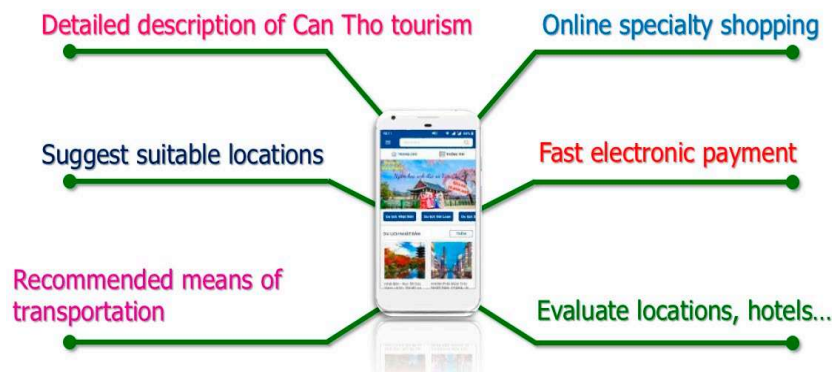 Detailed description of Can Tho tourism
Online specialty shopping
Suggest suitable locations
Fast electronic payment
Recommended means of
transportation
Evaluate locations, hotels...